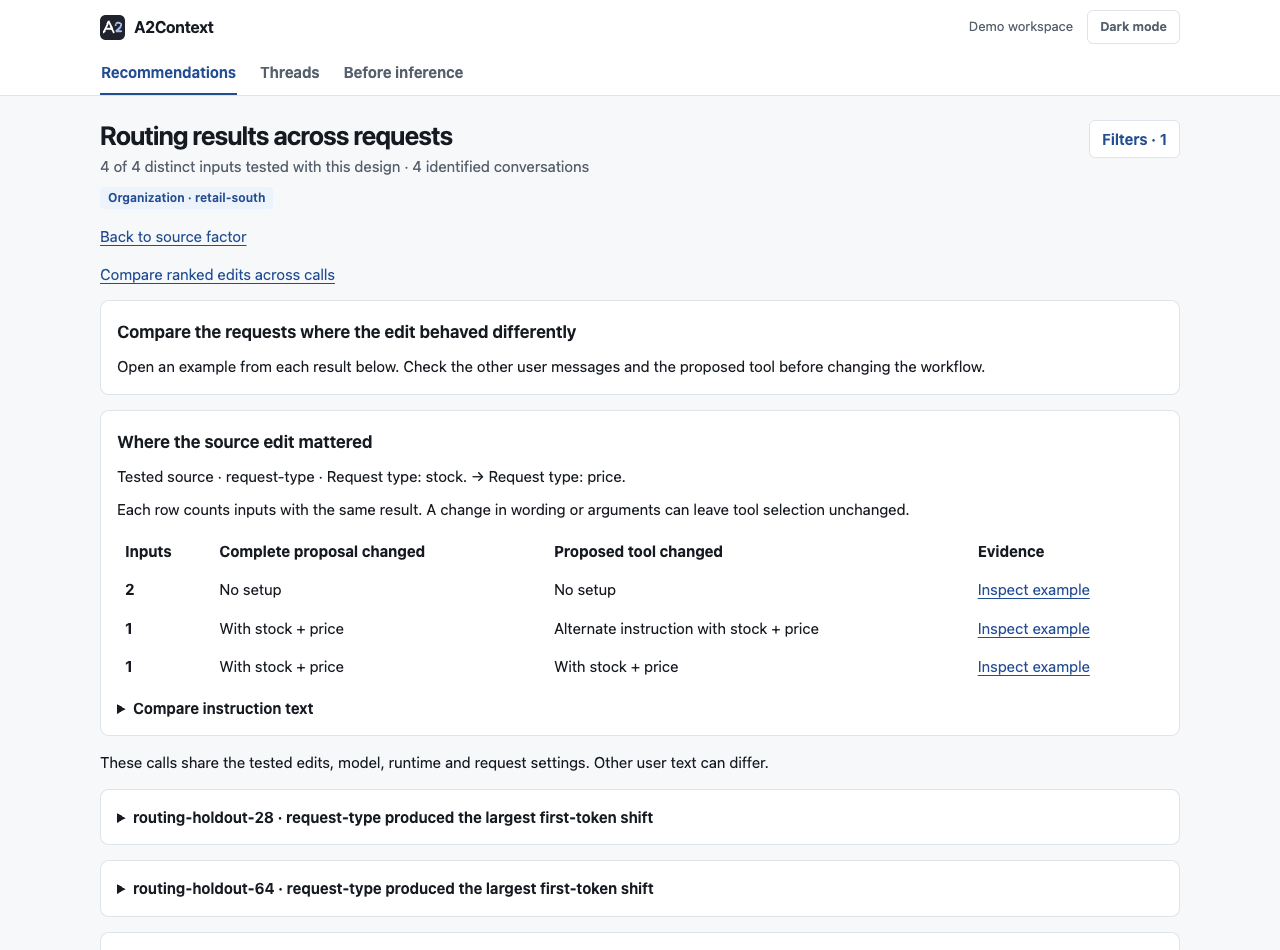 A2 A2Context
Demo workspace
Dark mode
Recommendations
Threads
Before inference
Routing results across requests
Filters · 1
4 of 4 distinct inputs tested with this design · 4 identified conversations
Organization · retail-south
Back to source factor
Compare ranked edits across calls
Compare the requests where the edit behaved differently
Open an example from each result below. Check the other user messages and the proposed tool before changing the workflow.
Where the source edit mattered
Tested source · request-type · Request type: stock. → Request type: price.
Each row counts inputs with the same result. A change in wording or arguments can leave tool selection unchanged.
Inputs Complete proposal changed Proposed tool changed Evidence
2 No setup No setup Inspect example
1 With stock + price Alternate instruction with stock + price Inspect example
1 With stock + price With stock + price Inspect example
Compare instruction text
These calls share the tested edits, model, runtime and request settings. Other user text can differ.
routing-holdout-28 · request-type produced the largest first-token shift
routing-holdout-64 · request-type produced the largest first-token shift